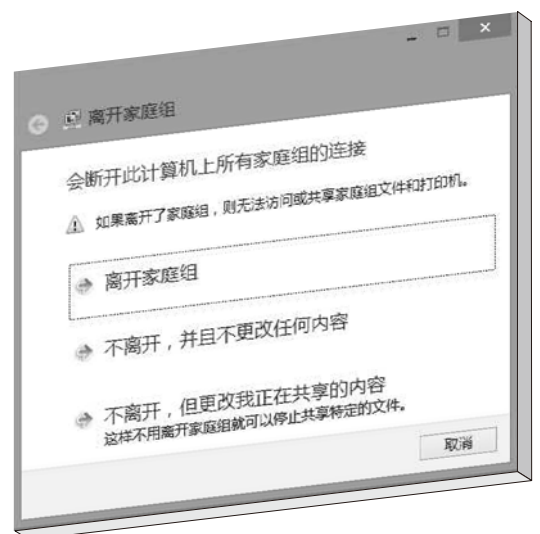 离开家庭组
会断开此计算机上所有家庭组的连接
如果离开了家庭组，则无法访问或共享家庭组文件和打印机。
离开家庭组
不离开，并且不更改任何内容
不离开，但更改我正在共享的内容
这样不用离开家庭组就可以停止共享特定的文件。
取消